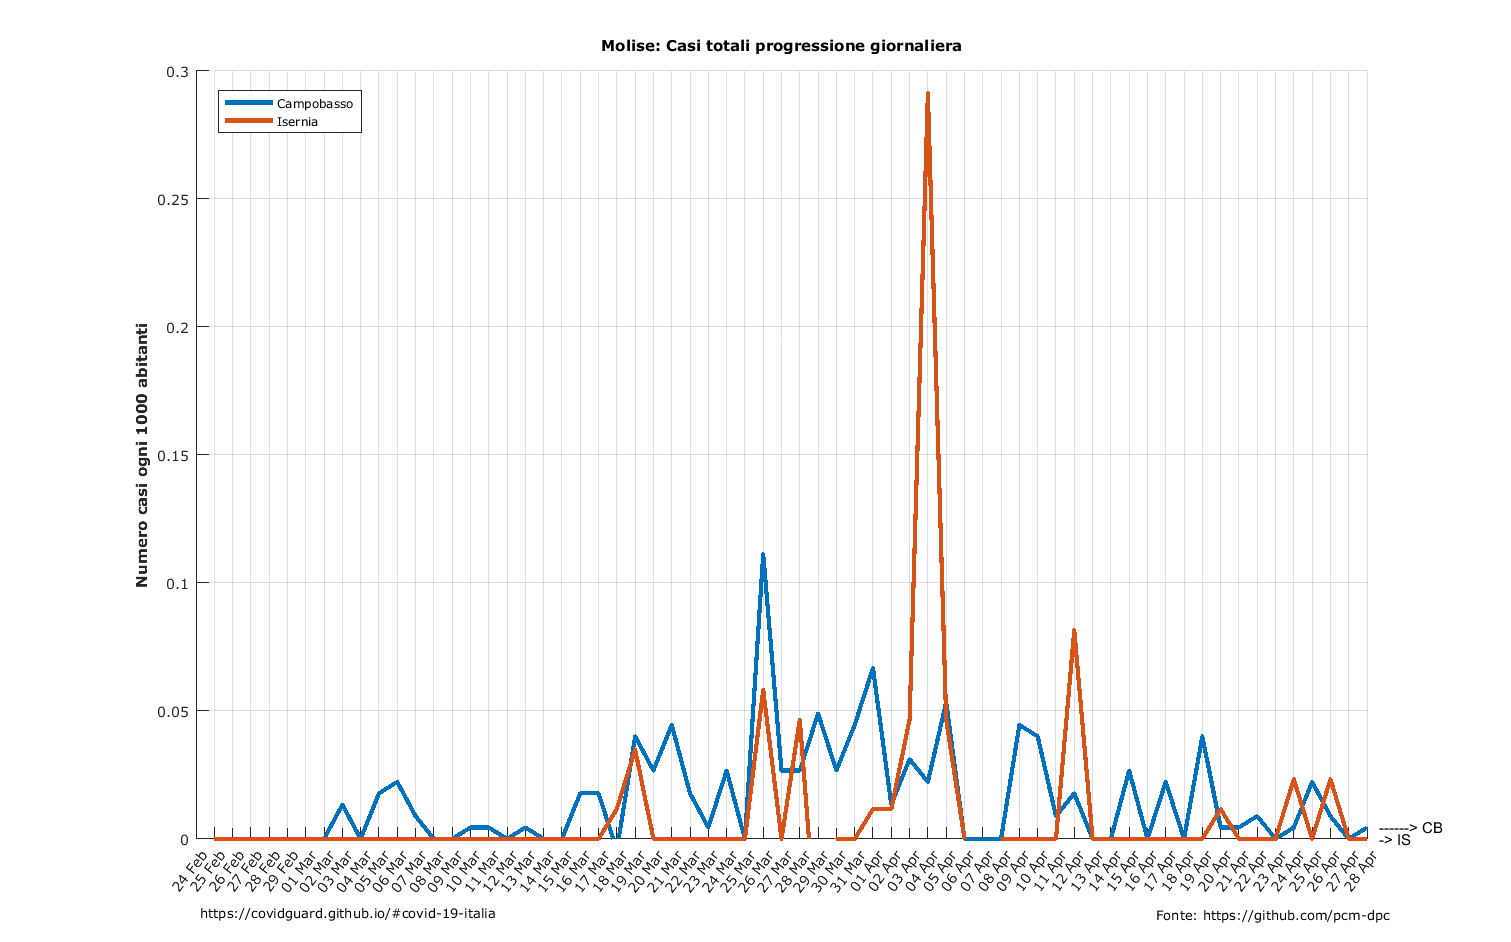 Molise: Casi totali progressione giornaliera
Campobasso
Isernia
Numero casi ogni 1000 abitanti
0.3
0.25
0.2
0.15
0.1
0.05
0
24 Feb
25 Feb
26 Feb
27 Feb
28 Feb
29 Feb
01 Mar
02 Mar
03 Mar
04 Mar
05 Mar
06 Mar
07 Mar
08 Mar
09 Mar
10 Mar
11 Mar
12 Mar
13 Mar
14 Mar
15 Mar
16 Mar
17 Mar
18 Mar
19 Mar
20 Mar
21 Mar
22 Mar
23 Mar
24 Mar
25 Mar
26 Mar
27 Mar
28 Mar
29 Mar
30 Mar
31 Mar
01 Apr
02 Apr
03 Apr
04 Apr
05 Apr
06 Apr
07 Apr
08 Apr
09 Apr
10 Apr
11 Apr
12 Apr
13 Apr
14 Apr
15 Apr
16 Apr
17 Apr
18 Apr
19 Apr
20 Apr
21 Apr
22 Apr
23 Apr
24 Apr
25 Apr
26 Apr
27 Apr
28 Apr
------> CB
-> IS
https://covidguard.github.io/#covid-19-italia
Fonte: https://github.com/pcm-dpc